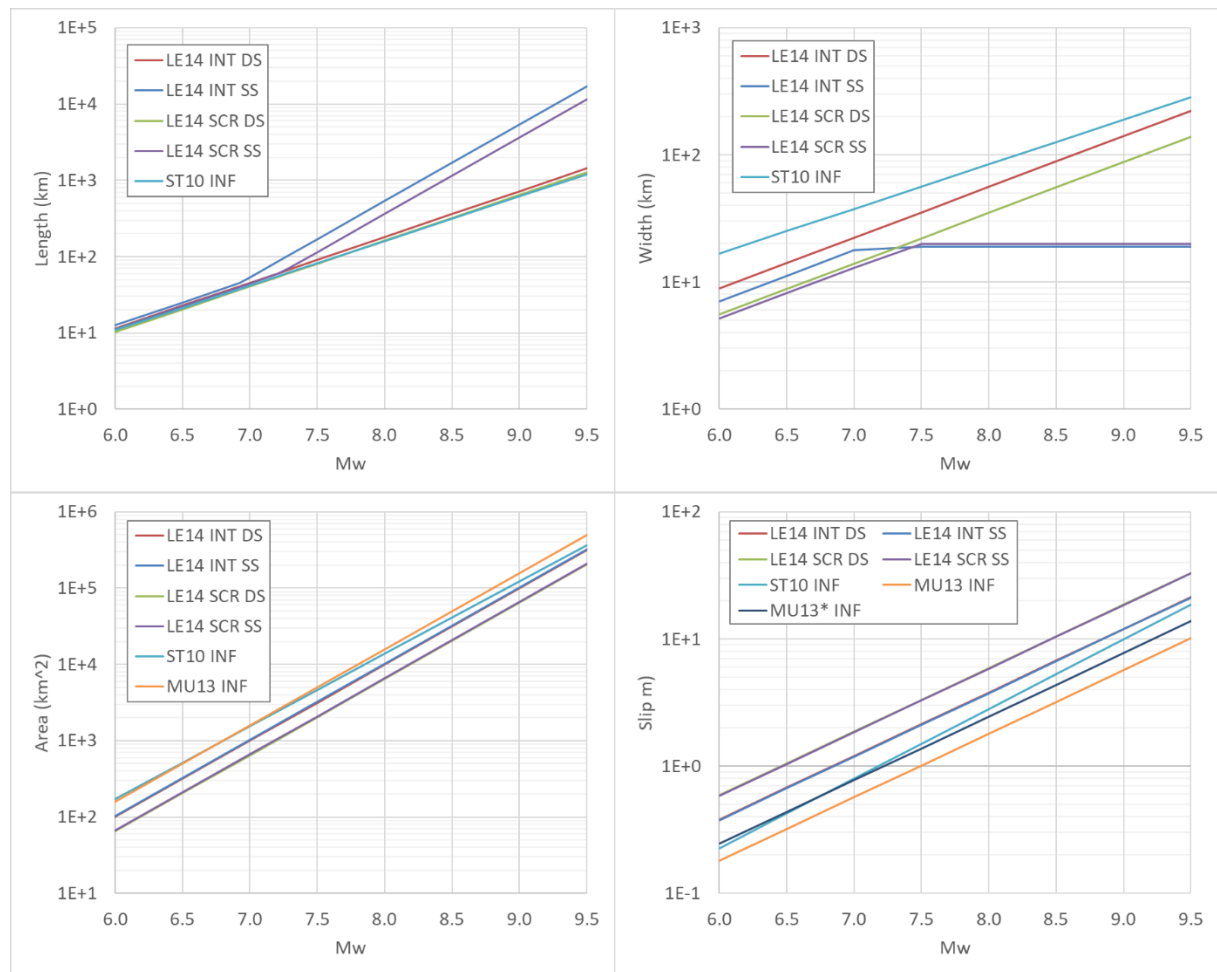 1E+5
1E+4
1E+3
1E+2
1E+1
1E+0
Length (km)
LE14 INT DS
LE14 INT SS
LE14 SCR DS
LE14 SCR SS
ST10 INF
6.0 6.5 7.0 7.5 8.0 8.5 9.0 9.5
Mw
1E+3
1E+2
1E+1
1E+0
Width (km)
LE14 INT DS
LE14 INT SS
LE14 SCR DS
LE14 SCR SS
ST10 INF
6.0 6.5 7.0 7.5 8.0 8.5 9.0 9.5
Mw
1E+6
1E+5
1E+4
1E+3
1E+2
1E+1
Area (km^2)
LE14 INT DS
LE14 INT SS
LE14 SCR DS
LE14 SCR SS
ST10 INF
MU13 INF
6.0 6.5 7.0 7.5 8.0 8.5 9.0 9.5
Mw
1E+2
1E+1
1E+0
1E-1
Slip m)
LE14 INT DS LE14 INT SS
LE14 SCR DS LE14 SCR SS
ST10 INF MU13 INF
MU13* INF
6.0 6.5 7.0 7.5 8.0 8.5 9.0 9.5
Mw